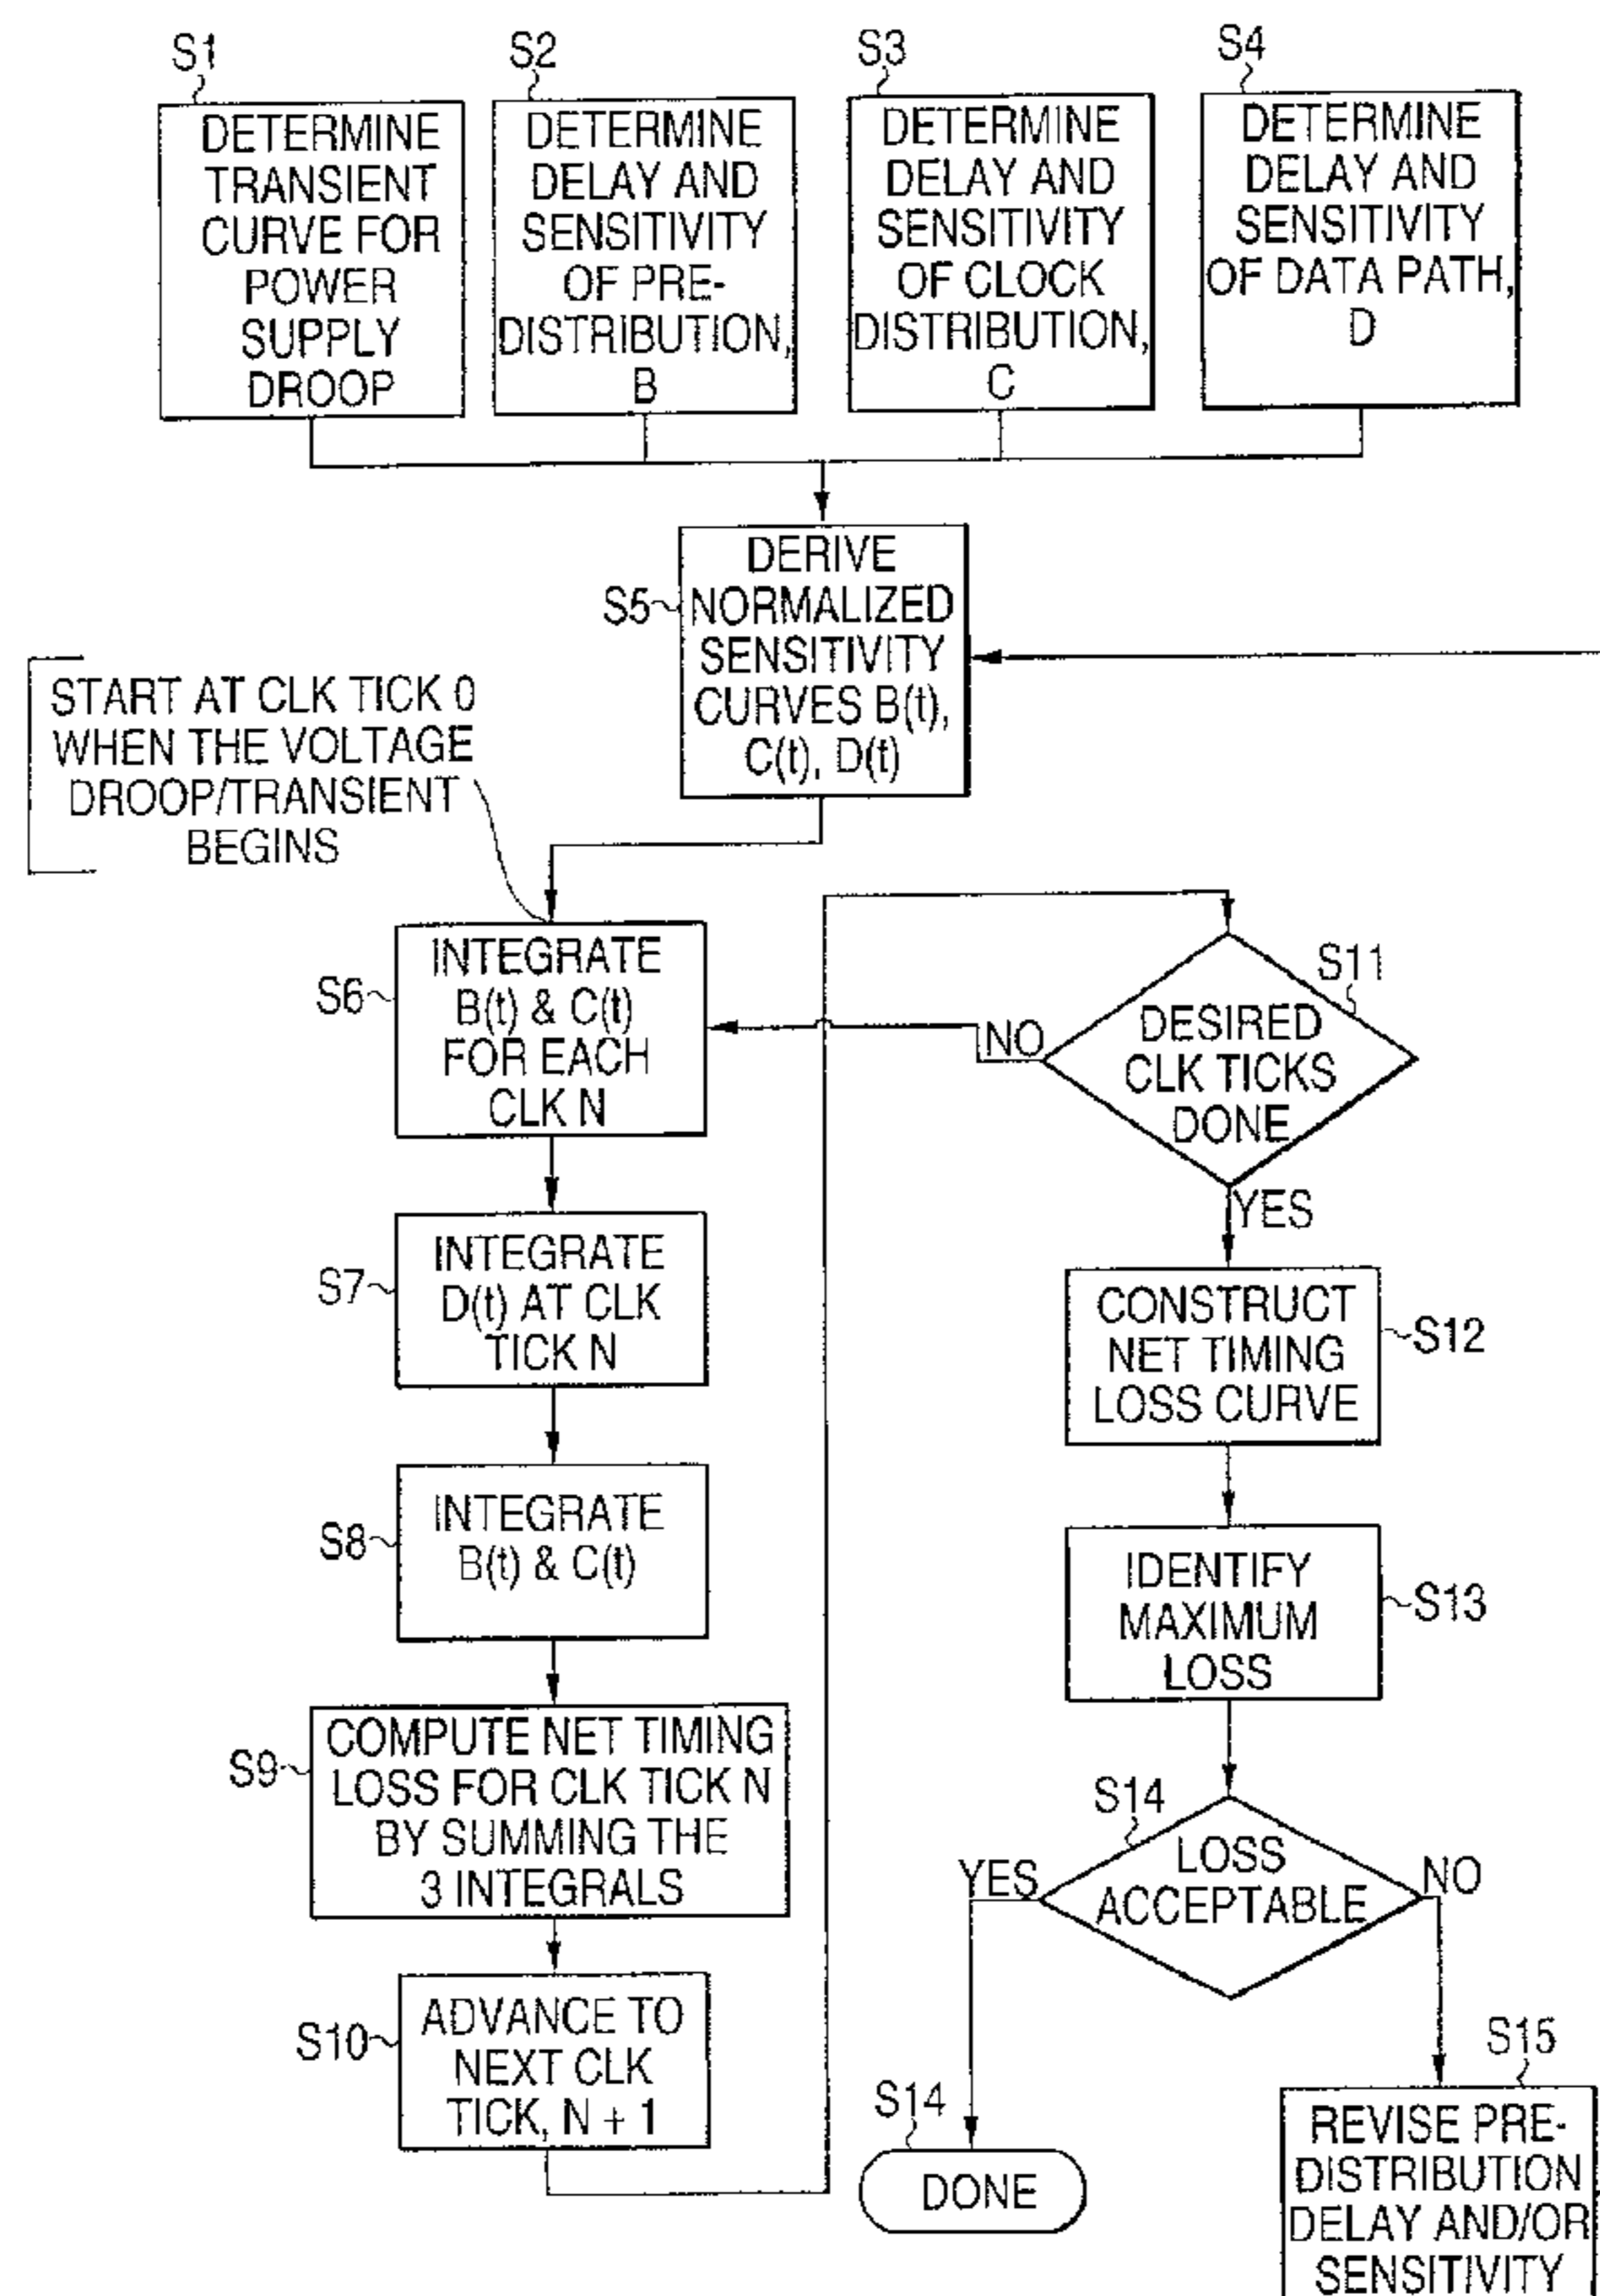 S1
DETERMINE
TRANSIENT
CURVE FOR
POWER
SUPPLY
DROOP
S2
DETERMINE
DELAY AND
SENSITIVITY
OF PRE-
DISTRIBUTION,
B
S3
DETERMINE
DELAY AND
SENSITIVITY
OF CLOCK
DISTRIBUTION,
C
S4
DETERMINE
DELAY AND
SENSITIVITY
OF DATA PATH,
D
S5
DERIVE
NORMALIZED
SENSITIVITY
CURVES B(t),
C(t), D(t)
START AT CLK TICK 0
WHEN THE VOLTAGE
DROOP/TRANSIENT
BEGINS
S6
INTEGRATE
B(t) & C(t)
FOR EACH
CLK N
S7
INTEGRATE
D(t) AT CLK
TICK N
S8
INTEGRATE
B(t) & C(t)
S9
COMPUTE NET TIMING
LOSS FOR CLK TICK N
BY SUMMING THE
3 INTEGRALS
S10
ADVANCE TO
NEXT CLK
TICK, N + 1
S11
DESIRED
CLK TICKS
DONE
NO
YES
CONSTRUCT
NET TIMING
LOSS CURVE
S12
IDENTIFY
MAXIMUM
LOSS
S13
S14
LOSS
ACCEPTABLE
YES
NO
S14
DONE
S15
REVISE PRE-
DISTRIBUTION
DELAY AND/OR
SENSITIVITY